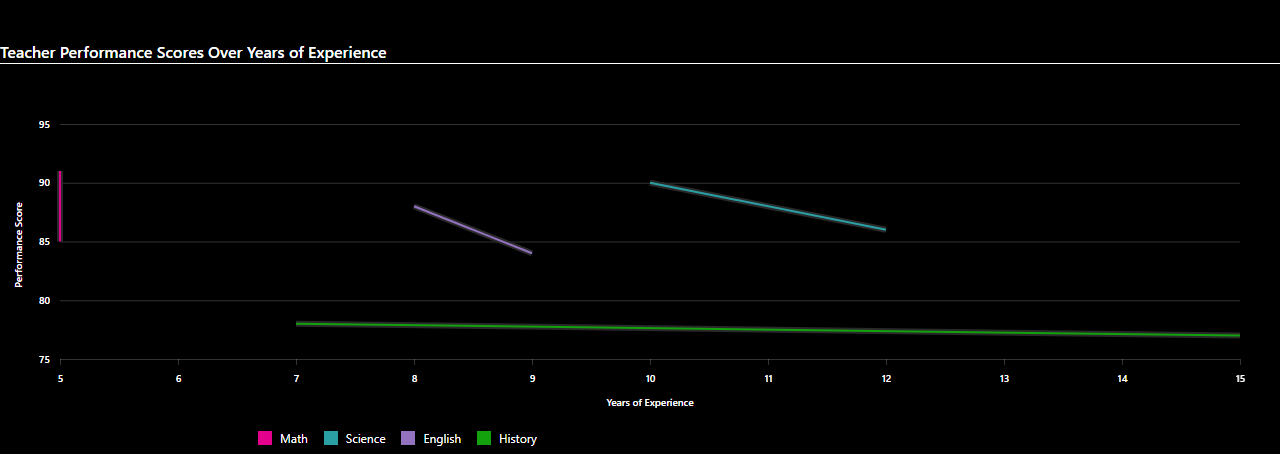 Teacher Performance Scores Over Years of Experience
95
90
85
80
75
Performance Score
5 6 7 8 9 10 11 12 13 14 15
Years of Experience
Math Science English History